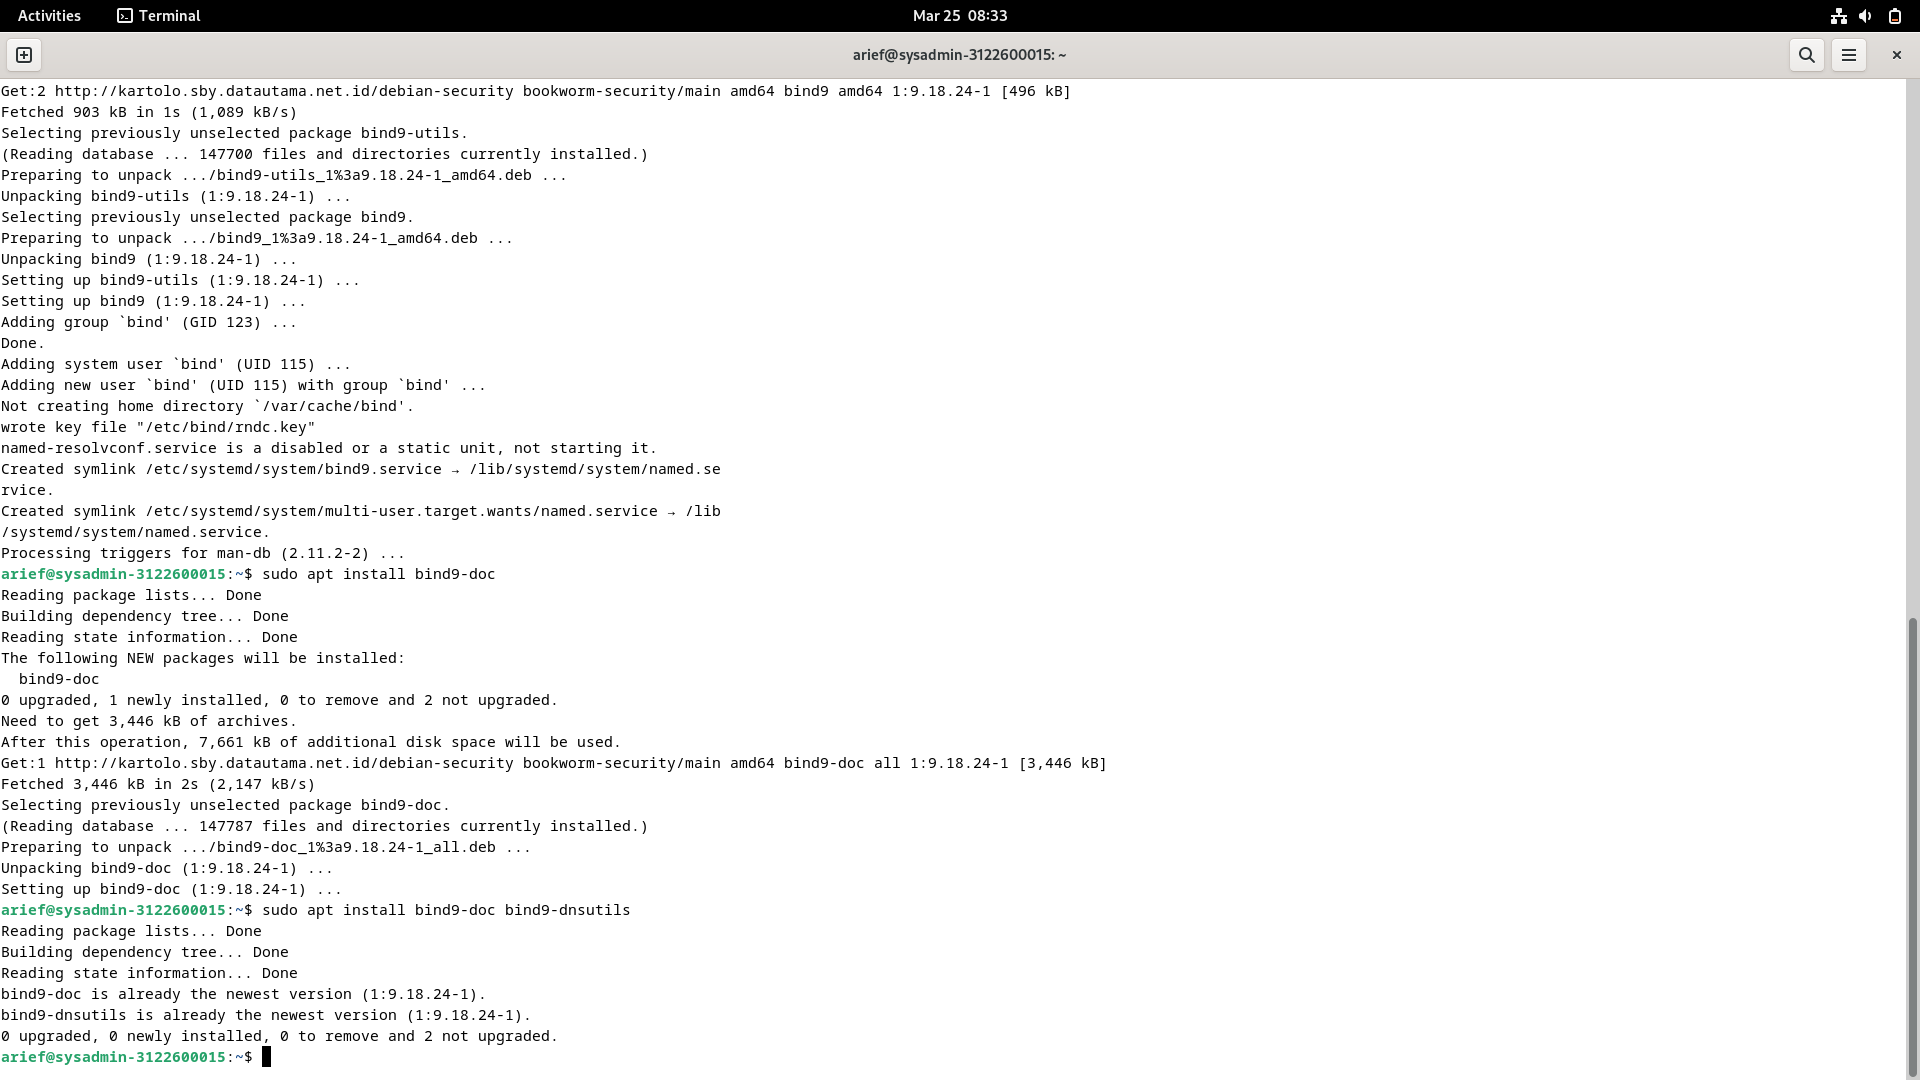 Activities
Terminal
Mar 25 08:33
arief@sysadmin-3122600015: ~
Get:2 http://kartolo.sby.datautama.net.id/debian-security bookworm-security/main amd64 bind9 amd64 1:9.18.24-1 [496 kB]
Fetched 903 kB in 1s (1,089 kB/s)
Selecting previously unselected package bind9-utils.
(Reading database ... 147700 files and directories currently installed.)
Preparing to unpack .../bind9-utils_1%3a9.18.24-1_amd64.deb ...
Unpacking bind9-utils (1:9.18.24-1) ...
Selecting previously unselected package bind9.
Preparing to unpack .../bind9_1%3a9.18.24-1_amd64.deb ...
Unpacking bind9 (1:9.18.24-1) ...
Setting up bind9-utils (1:9.18.24-1) ...
Setting up bind9 (1:9.18.24-1) ...
Adding group `bind' (GID 123) ...
Done.
Adding system user `bind' (UID 115) ...
Adding new user `bind' (UID 115) with group `bind' ...
Not creating home directory `/var/cache/bind'.
wrote key file "/etc/bind/rndc.key"
named-resolvconf.service is a disabled or a static unit, not starting it.
Created symlink /etc/systemd/system/bind9.service → /lib/systemd/system/named.se
rvice.
Created symlink /etc/systemd/system/multi-user.target.wants/named.service → /lib
/systemd/system/named.service.
Processing triggers for man-db (2.11.2-2) ...
arief@sysadmin-3122600015:~$ sudo apt install bind9-doc
Reading package lists... Done
Building dependency tree... Done
Reading state information... Done
The following NEW packages will be installed:
  bind9-doc
0 upgraded, 1 newly installed, 0 to remove and 2 not upgraded.
Need to get 3,446 kB of archives.
After this operation, 7,661 kB of additional disk space will be used.
Get:1 http://kartolo.sby.datautama.net.id/debian-security bookworm-security/main amd64 bind9-doc all 1:9.18.24-1 [3,446 kB]
Fetched 3,446 kB in 2s (2,147 kB/s)
Selecting previously unselected package bind9-doc.
(Reading database ... 147787 files and directories currently installed.)
Preparing to unpack .../bind9-doc_1%3a9.18.24-1_all.deb ...
Unpacking bind9-doc (1:9.18.24-1) ...
Setting up bind9-doc (1:9.18.24-1) ...
arief@sysadmin-3122600015:~$ sudo apt install bind9-doc bind9-dnsutils
Reading package lists... Done
Building dependency tree... Done
Reading state information... Done
bind9-doc is already the newest version (1:9.18.24-1).
bind9-dnsutils is already the newest version (1:9.18.24-1).
0 upgraded, 0 newly installed, 0 to remove and 2 not upgraded.
arief@sysadmin-3122600015:~$